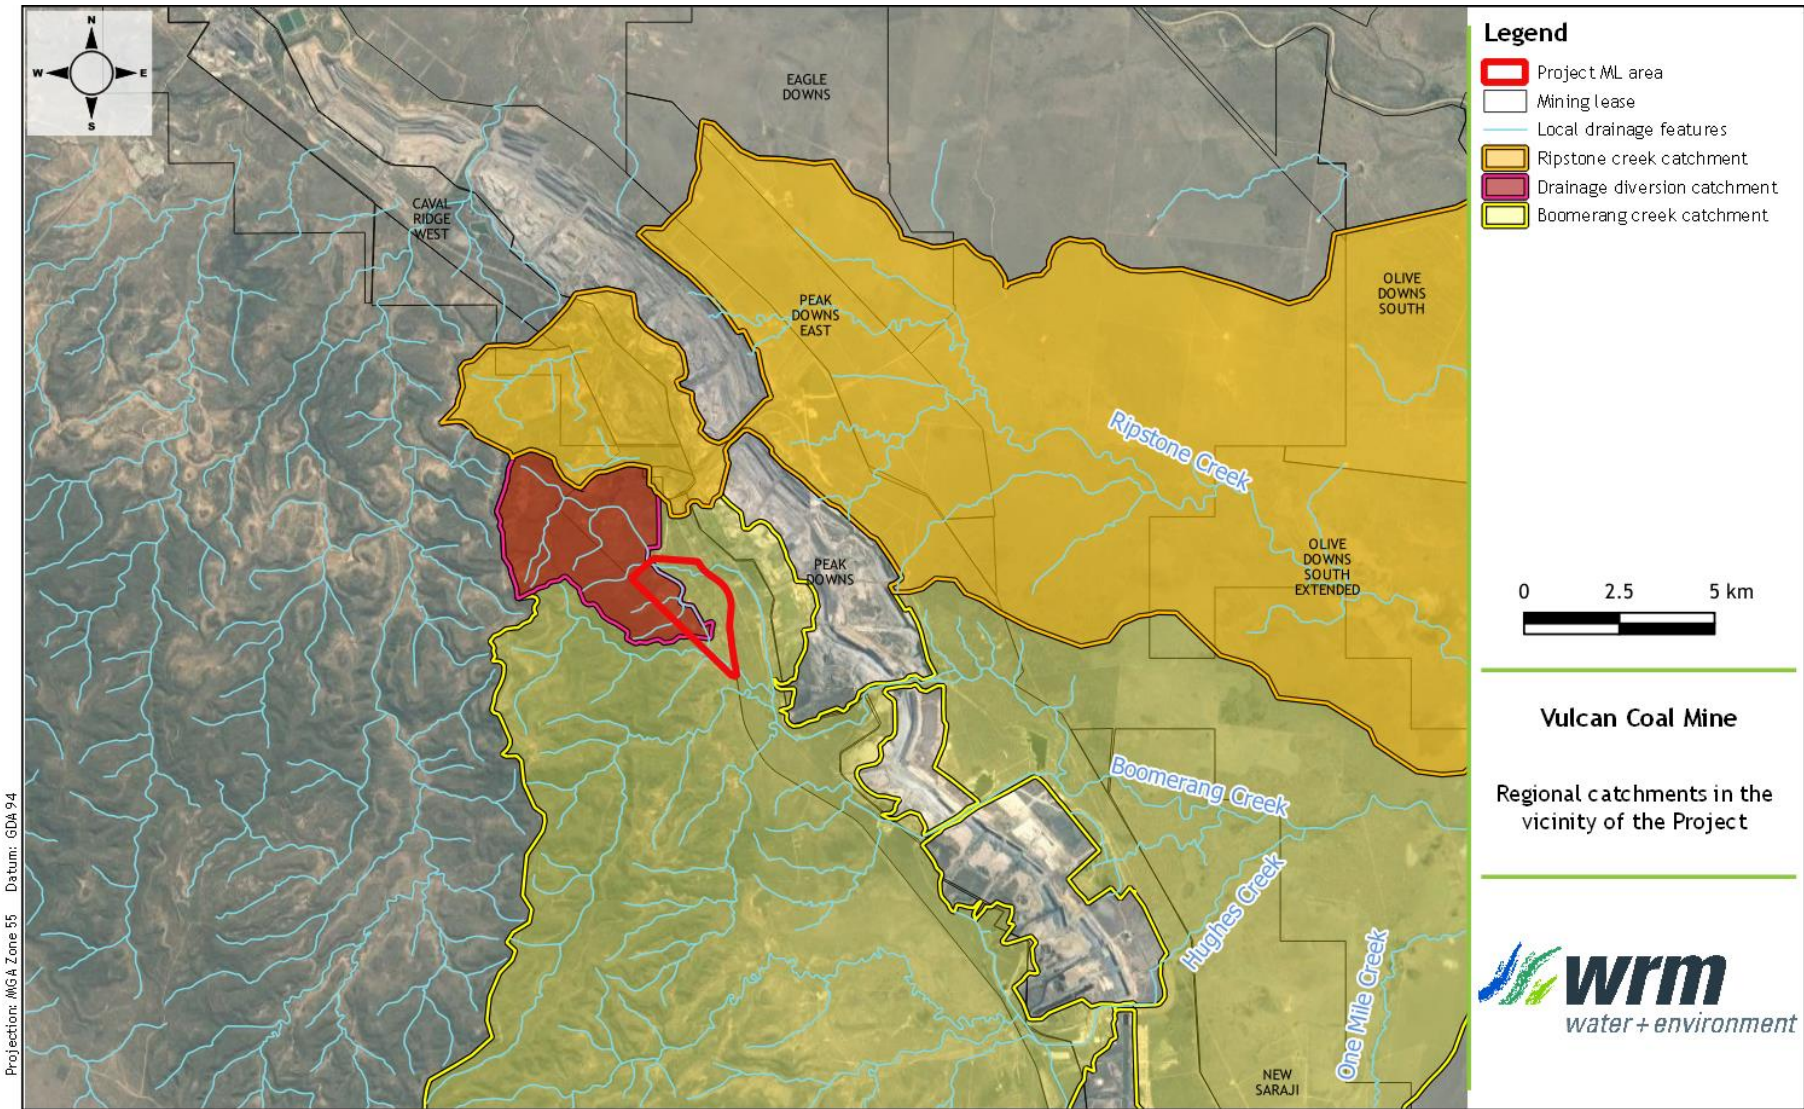 N
W E
S
EAGLE
DOWNS
CAVAL
RIDGE
WEST
PEAK
DOWNS
EAST
OLIVE
DOWNS
SOUTH
Ripstone Creek
PEAK
DOWNS
OLIVE
DOWNS
SOUTH
EXTENDED
Boomerang Creek
Hughes Creek
One Mile Creek
NEW
SARAJI
Projection: MGA Zone 55 Datum: GDA94
Legend
Project ML area
Mining lease
Local drainage features
Ripstone creek catchment
Drainage diversion catchment
Boomerang creek catchment
0 2.5 5 km
Vulcan Coal Mine
Regional catchments in the
vicinity of the Project
wrm
water + environment